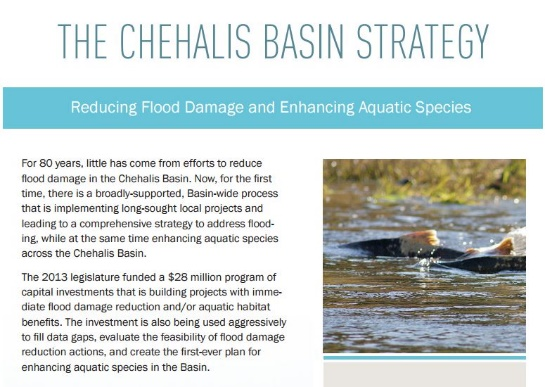 THE CHEHALIS BASIN STRATEGY
Reducing Flood Damage and Enhancing Aquatic Species
For 80 years, little has come from efforts to reduce
flood damage in the Chehalis Basin. Now, for the first
time, there is a broadly-supported, Basin-wide process
that is implementing long-sought local projects and
leading to a comprehensive strategy to address flood-
ing, while at the same time enhancing aquatic species
across the Chehalis Basin.
The 2013 legislature funded a $28 million program of
capital investments that is building projects with imme-
diate flood damage reduction and/or aquatic habitat
benefits. The investment is also being used aggressively
to fill data gaps, evaluate the feasibility of flood damage
reduction actions, and create the first-ever plan for
enhancing aquatic species in the Basin.